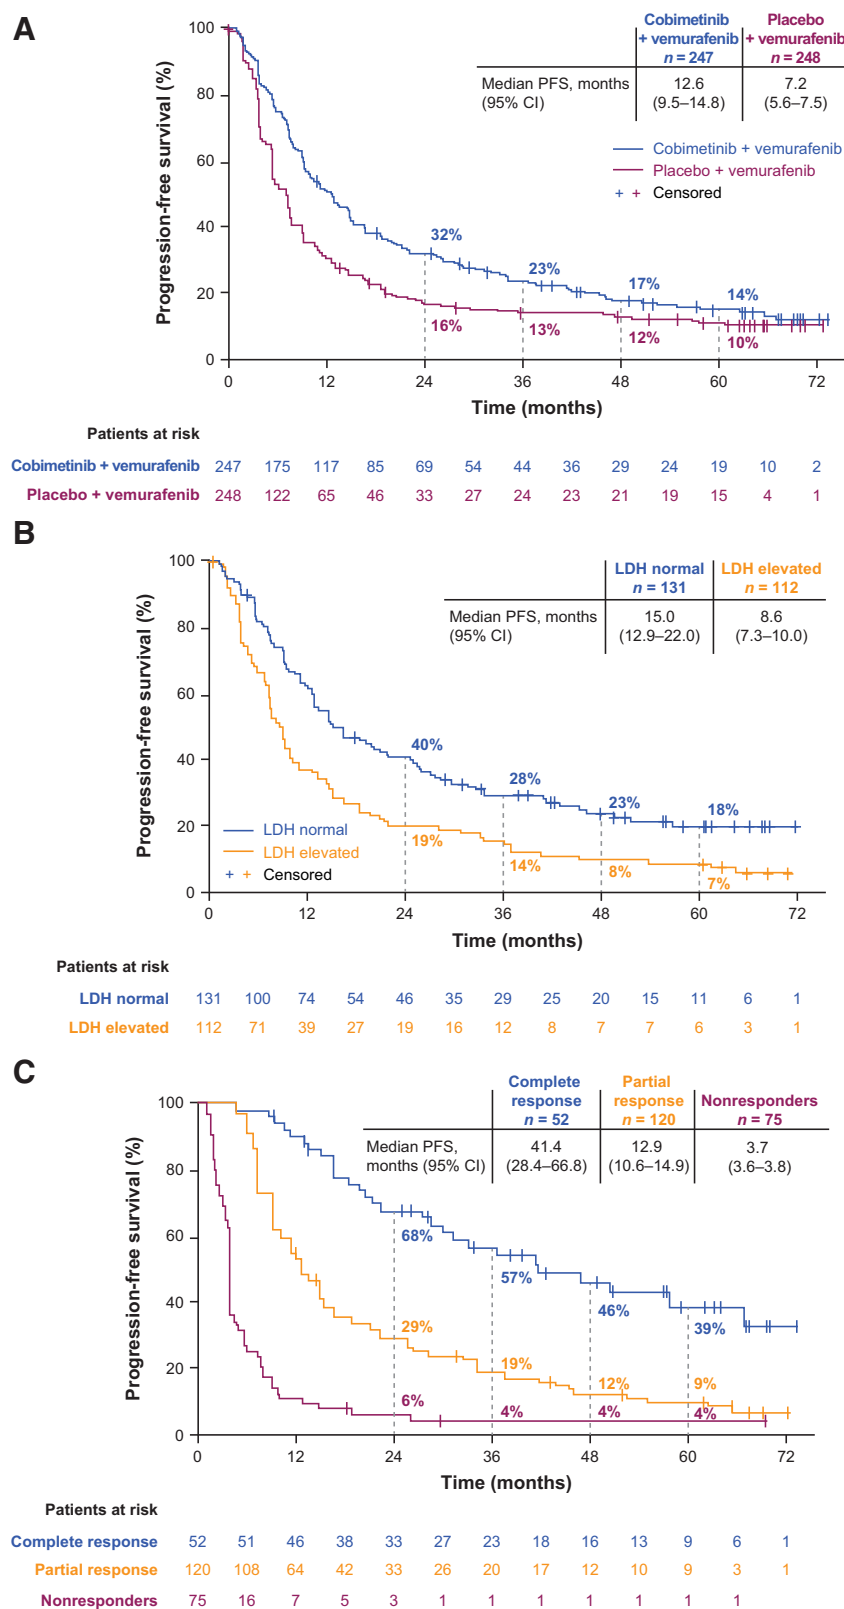 A
Cobimetinib + vemurafenib n = 247
Placebo + vemurafenib n = 248
Median PFS, months (95% CI)
12.6 (9.5–14.8)
7.2 (5.6–7.5)
Cobimetinib + vemurafenib
Placebo + vemurafenib
+ + Censored
Progression-free survival (%)
100
80
60
40
20
0
32%
23%
17%
14%
16%
13%
12%
10%
0 12 24 36 48 60 72
Time (months)
Patients at risk
Cobimetinib + vemurafenib 247 175 117 85 69 54 44 36 29 24 19 10 2
Placebo + vemurafenib 248 122 65 46 33 27 24 23 21 19 15 4 1
B
LDH normal n = 131
LDH elevated n = 112
Median PFS, months (95% CI)
15.0 (12.9–22.0)
8.6 (7.3–10.0)
Progression-free survival (%)
100
80
60
40
20
0
40%
28%
23%
18%
19%
14%
8%
7%
LDH normal
LDH elevated
+ + Censored
0 12 24 36 48 60 72
Time (months)
Patients at risk
LDH normal 131 100 74 54 46 35 29 25 20 15 11 6 1
LDH elevated 112 71 39 27 19 16 12 8 7 7 6 3 1
C
Complete response n = 52
Partial response n = 120
Nonresponders n = 75
Median PFS, months (95% CI)
41.4 (28.4–66.8)
12.9 (10.6–14.9)
3.7 (3.6–3.8)
Progression-free survival (%)
100
80
60
40
20
0
68%
57%
46%
39%
29%
19%
12%
9%
6%
4%
4%
4%
0 12 24 36 48 60 72
Time (months)
Patients at risk
Complete response 52 51 46 38 33 27 23 18 16 13 9 6 1
Partial response 120 108 64 42 33 26 20 17 12 10 9 3 1
Nonresponders 75 16 7 5 3 1 1 1 1 1 1 1